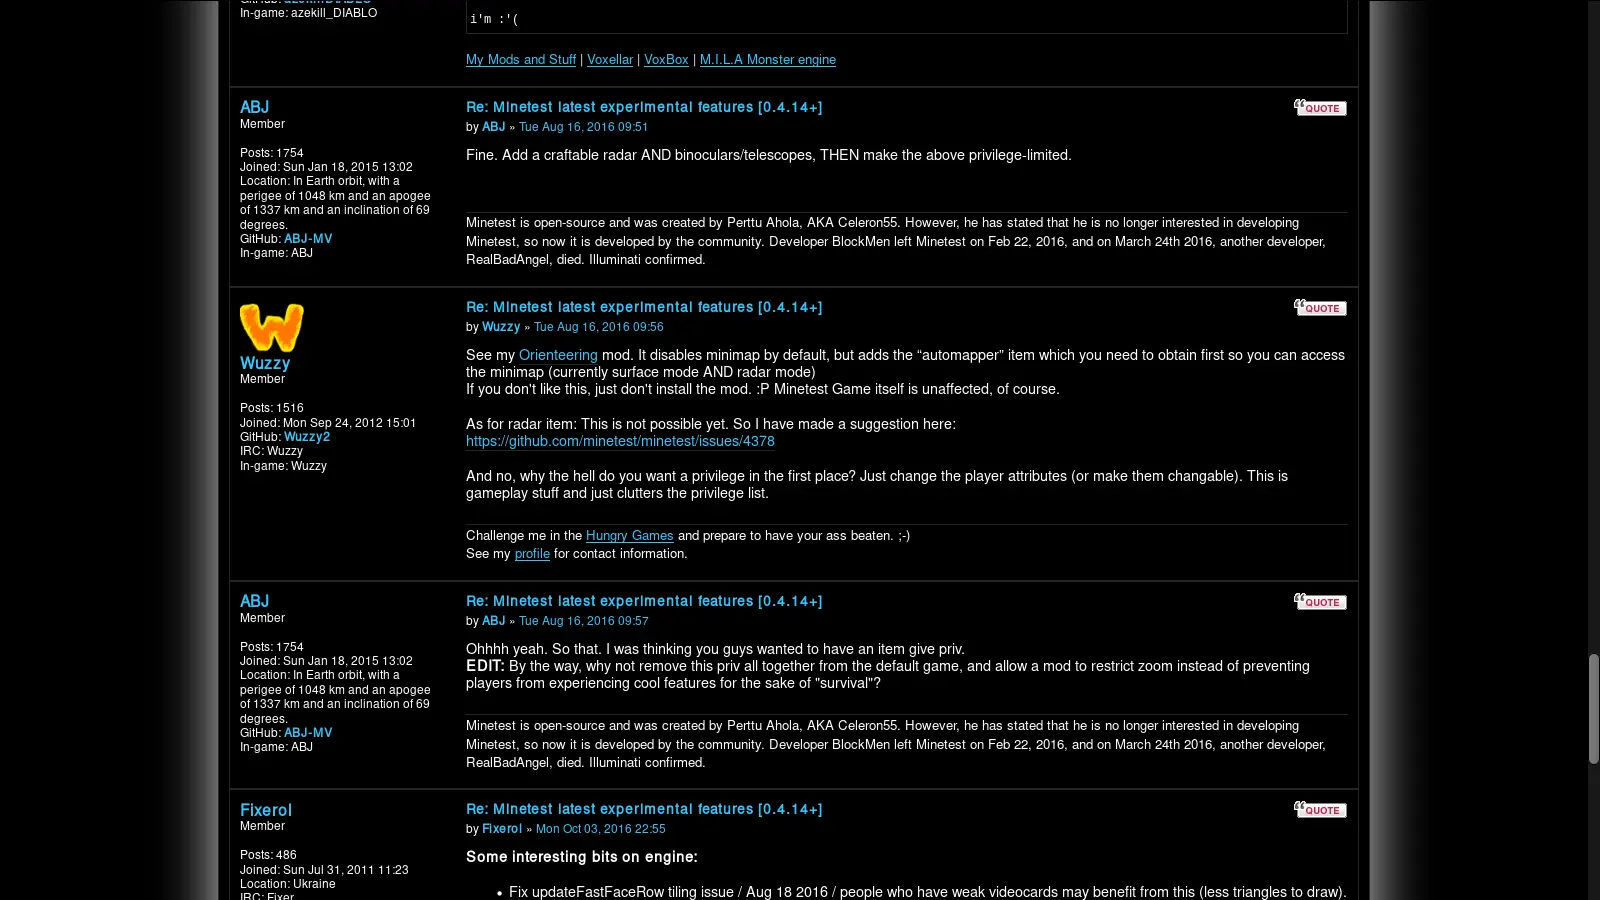 In-game: azekill_DIABLO
i'm :'(
My Mods and Stuff | Voxellar | VoxBox | M.I.L.A Monster engine
ABJ
Member
Posts: 1754
Joined: Sun Jan 18, 2015 13:02
Location: In Earth orbit, with a
perigee of 1048 km and an apogee
of 1337 km and an inclination of 69
degrees.
GitHub: ABJ-MV
In-game: ABJ
Re: Minetest latest experimental features [0.4.14+]
QUOTE
by ABJ » Tue Aug 16, 2016 09:51
Fine. Add a craftable radar AND binoculars/telescopes, THEN make the above privilege-limited.
Minetest is open-source and was created by Perttu Ahola, AKA Celeron55. However, he has stated that he is no longer interested in developing
Minetest, so now it is developed by the community. Developer BlockMen left Minetest on Feb 22, 2016, and on March 24th 2016, another developer,
RealBadAngel, died. Illuminati confirmed.
W
Wuzzy
Member
Posts: 1516
Joined: Mon Sep 24, 2012 15:01
GitHub: Wuzzy2
IRC: Wuzzy
In-game: Wuzzy
Re: Minetest latest experimental features [0.4.14+]
QUOTE
by Wuzzy » Tue Aug 16, 2016 09:56
See my Orienteering mod. It disables minimap by default, but adds the “automapper” item which you need to obtain first so you can access
the minimap (currently surface mode AND radar mode)
If you don't like this, just don't install the mod. :P Minetest Game itself is unaffected, of course.
As for radar item: This is not possible yet. So I have made a suggestion here:
https://github.com/minetest/minetest/issues/4378
And no, why the hell do you want a privilege in the first place? Just change the player attributes (or make them changable). This is
gameplay stuff and just clutters the privilege list.
Challenge me in the Hungry Games and prepare to have your ass beaten. ;-)
See my profile for contact information.
ABJ
Member
Posts: 1754
Joined: Sun Jan 18, 2015 13:02
Location: In Earth orbit, with a
perigee of 1048 km and an apogee
of 1337 km and an inclination of 69
degrees.
GitHub: ABJ-MV
In-game: ABJ
Re: Minetest latest experimental features [0.4.14+]
QUOTE
by ABJ » Tue Aug 16, 2016 09:57
Ohhhh yeah. So that. I was thinking you guys wanted to have an item give priv.
EDIT: By the way, why not remove this priv all together from the default game, and allow a mod to restrict zoom instead of preventing
players from experiencing cool features for the sake of "survival"?
Minetest is open-source and was created by Perttu Ahola, AKA Celeron55. However, he has stated that he is no longer interested in developing
Minetest, so now it is developed by the community. Developer BlockMen left Minetest on Feb 22, 2016, and on March 24th 2016, another developer,
RealBadAngel, died. Illuminati confirmed.
Fixerol
Member
Posts: 486
Joined: Sun Jul 31, 2011 11:23
Location: Ukraine
IRC: Fixer
Re: Minetest latest experimental features [0.4.14+]
QUOTE
by Fixerol » Mon Oct 03, 2016 22:55
Some interesting bits on engine:
• Fix updateFastFaceRow tiling issue / Aug 18 2016 / people who have weak videocards may benefit from this (less triangles to draw).